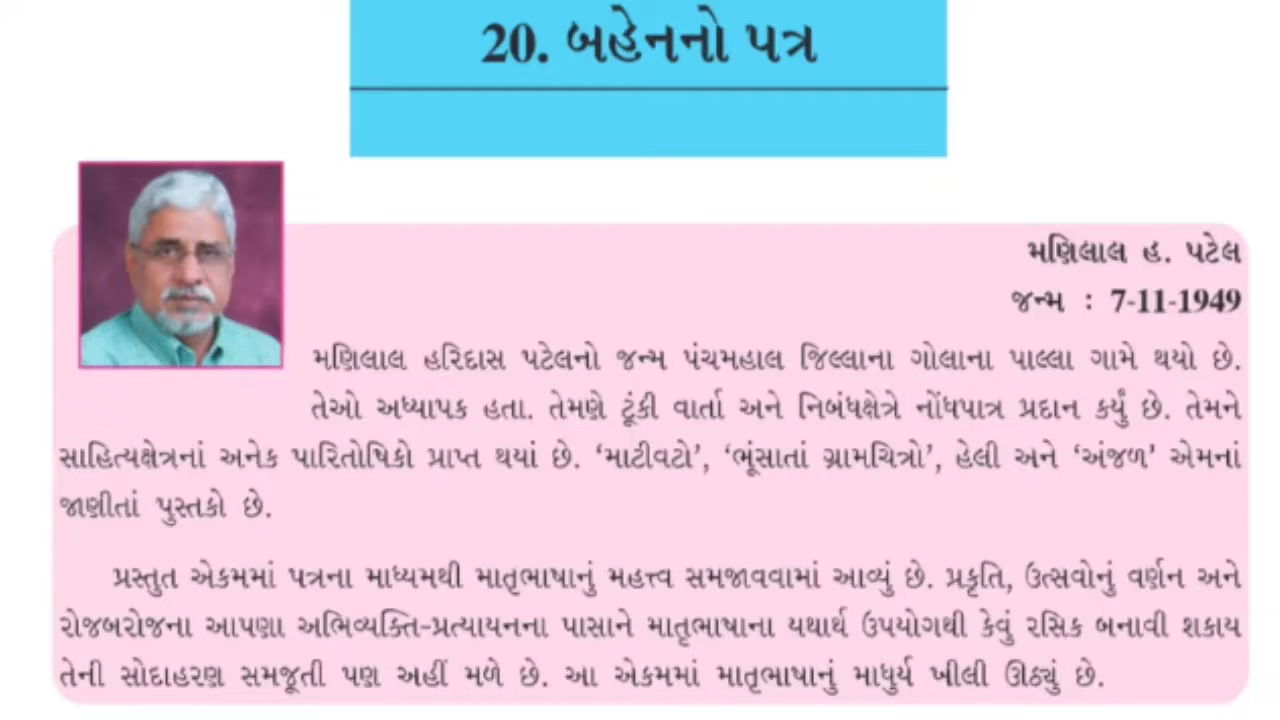 20. બહેનનો પત્ર
મણિલાલ હ. પટેલ
જન્મ : 7-11-1949
મણિલાલ હરિદાસ પટેલનો જન્મ પંચમહાલ જિલ્લાના ગોલાના પાલ્લા ગામે થયો છે.
તેઓ અધ્યાપક હતા. તેમણે ટૂંકી વાર્તા અને નિબંધક્ષેત્રે નોંધપાત્ર પ્રદાન કર્યું છે. તેમને
સાહિત્યક્ષેત્રનાં અનેક પારિતોષિકો પ્રાપ્ત થયાં છે. ‘માટીવટો’, ‘ભૂંસાતાં ગ્રામચિત્રો’, હેલી અને ‘અંજળ’ એમનાં
જાણીતાં પુસ્તકો છે.
પ્રસ્તુત એકમમાં પત્રના માધ્યમથી માતૃભાષાનું મહત્ત્વ સમજાવવામાં આવ્યું છે. પ્રકૃતિ, ઉત્સવોનું વર્ણન અને
રોજબરોજના આપણા અભિવ્યક્તિ-પ્રત્યાયનના પાસાને માતૃભાષાના યથાર્થ ઉપયોગથી કેવું રસિક બનાવી શકાય
તેની સોદાહરણ સમજૂતી પણ અહીં મળે છે. આ એકમમાં માતૃભાષાનું માધુર્ય ખીલી ઊઠ્યું છે.